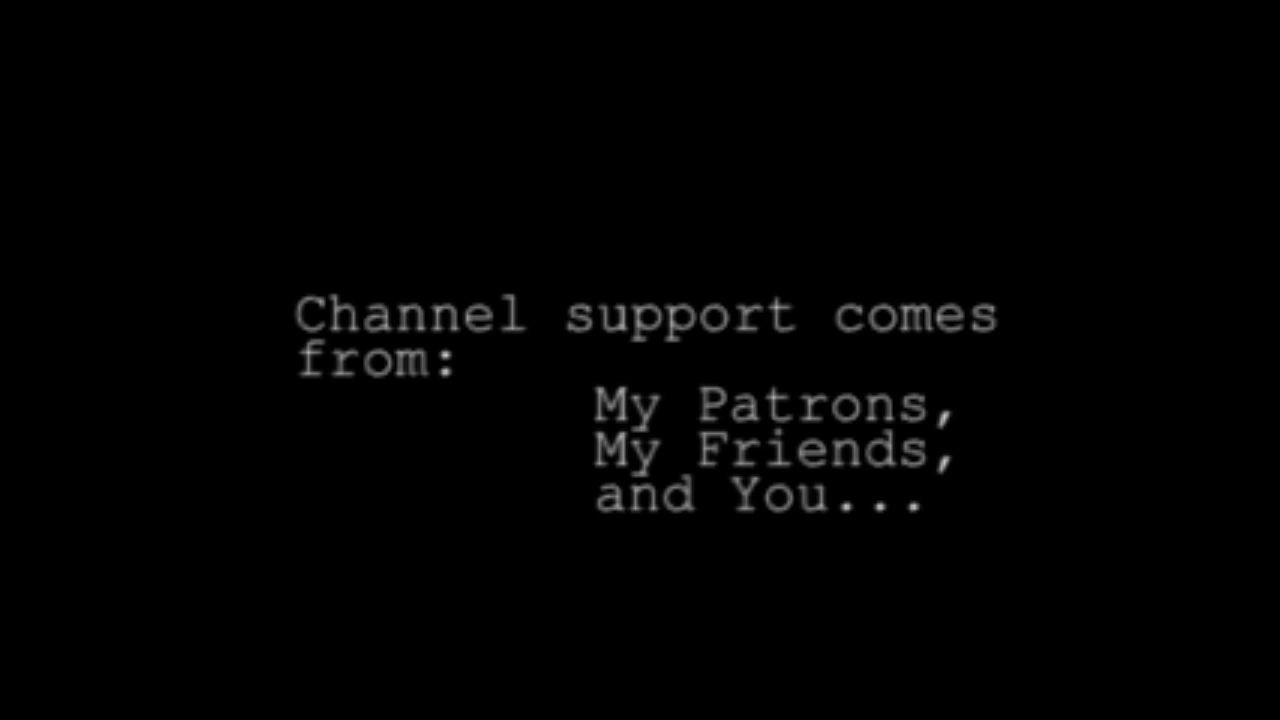 Channel support comes
from:
My Patrons,
My Friends,
and You...